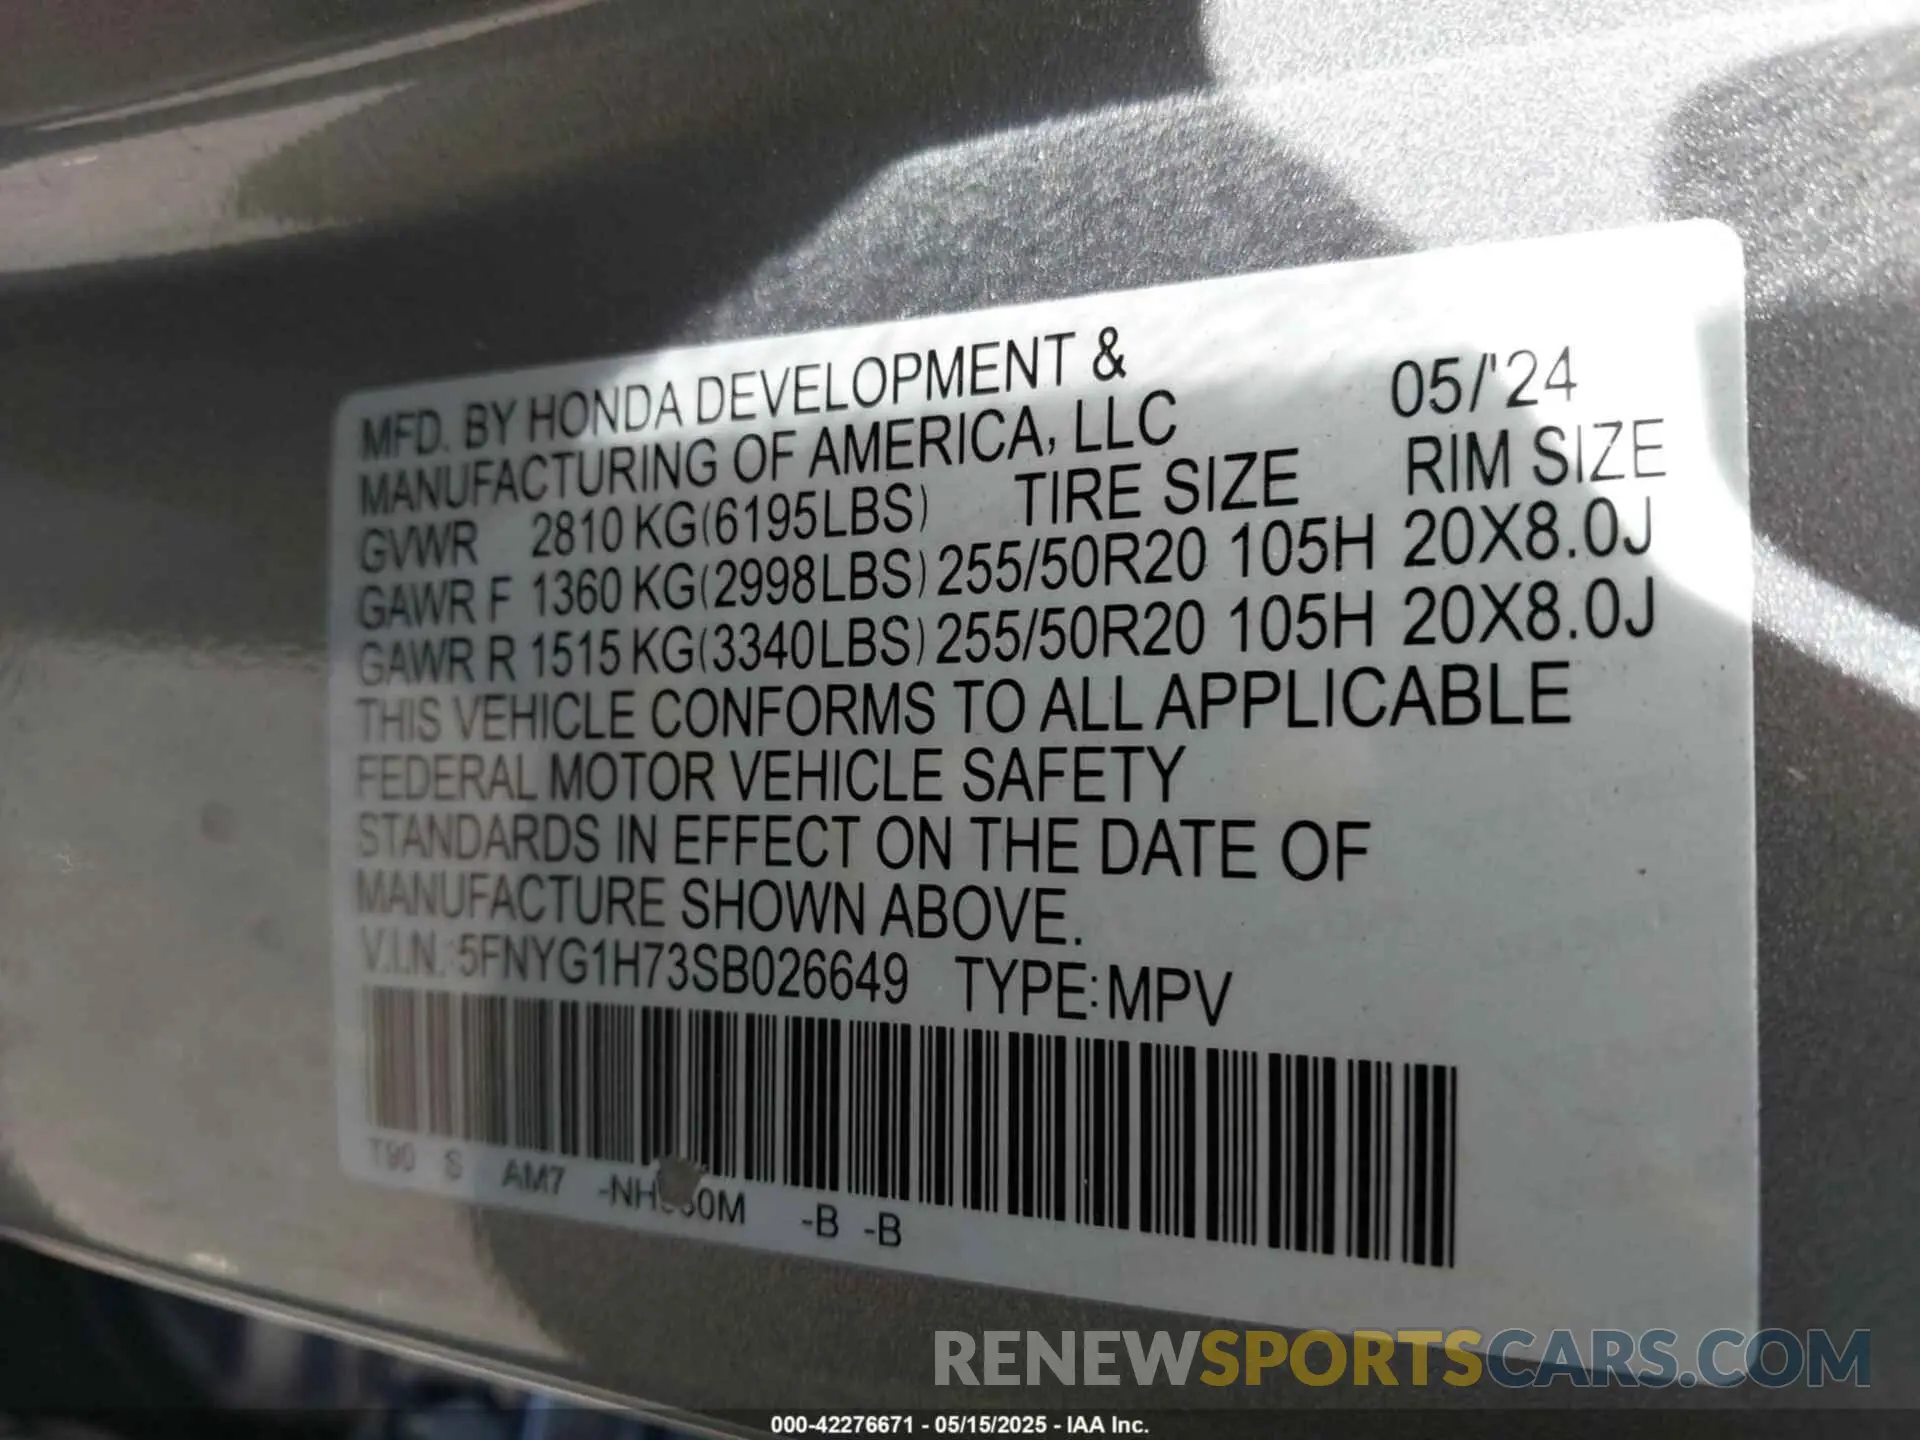 MFD. BY HONDA DEVELOPMENT & 05/'24
MANUFACTURING OF AMERICA, LLC
GVWR 2810 KG(6195LBS) TIRE SIZE RIM SIZE
GAWR F 1360 KG(2998LBS) 255/50R20 105H 20X8.0J
GAWR R 1515 KG(3340LBS) 255/50R20 105H 20X8.0J
THIS VEHICLE CONFORMS TO ALL APPLICABLE
FEDERAL MOTOR VEHICLE SAFETY
STANDARDS IN EFFECT ON THE DATE OF
MANUFACTURE SHOWN ABOVE.
V.I.N.: 5FNYG1H73SB026649 TYPE: MPV
T90 S AM7 -B -B
RENEWSPORTSCARS.COM
000-42276671 - 05/15/2025 - IAA Inc.